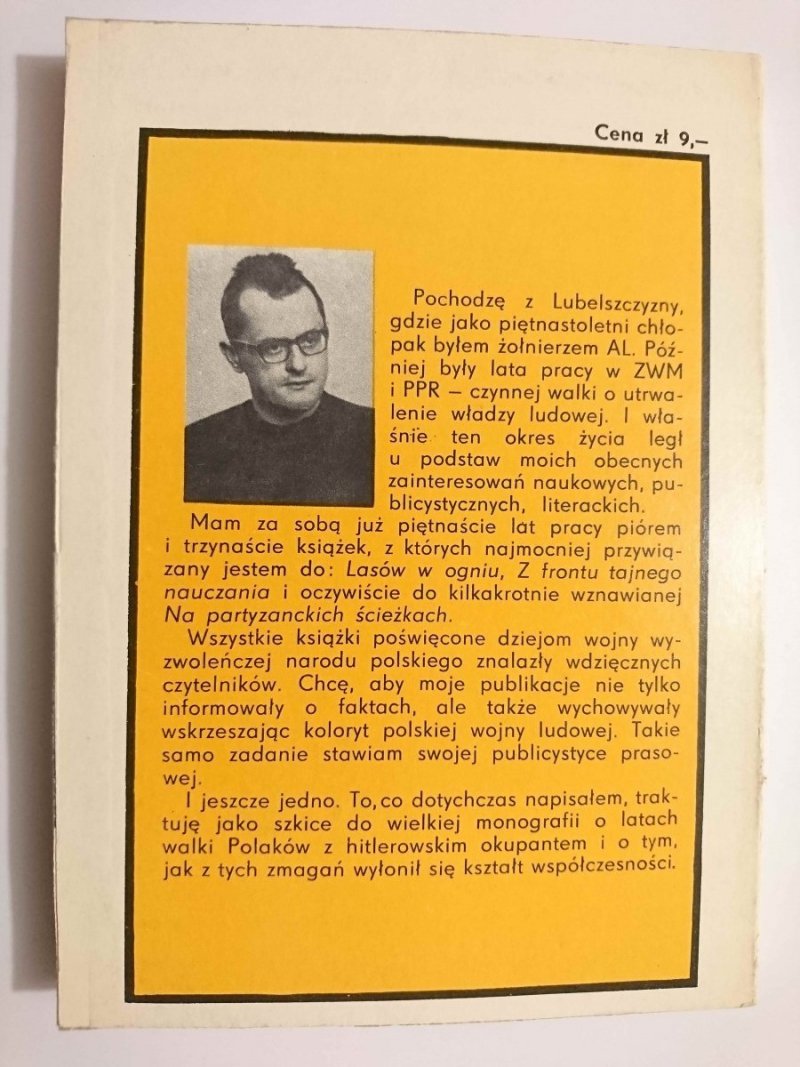 Cena zł 9,—
Pochodzę z Lubelszczyzny,
gdzie jako piętnastoletni chło-
pak byłem żołnierzem AL. Póź-
niej były lata pracy w ZWM
i PPR — czynnej walki o utrwa-
lenie władzy ludowej. I wła-
śnie ten okres życia legł
u podstaw moich obecnych
zainteresowań naukowych, pu-
blicystycznych, literackich.
Mam za sobą już piętnaście lat pracy piórem
i trzynaście książek, z których najmocniej przywią-
zany jestem do: Lasów w ogniu, Z frontu tajnego
nauczania i oczywiście do kilkakrotnie wznawianej
Na partyzanckich ścieżkach.
Wszystkie książki poświęcone dziejom wojny wy-
zwoleńczej narodu polskiego znalazły wdzięcznych
czytelników. Chcę, aby moje publikacje nie tylko
informowały o faktach, ale także wychowywały
wskrzeszając koloryt polskiej wojny ludowej. Takie
samo zadanie stawiam swojej publicystyce praso-
wej.
I jeszcze jedno. To, co dotychczas napisałem, trak-
tuję jako szkice do wielkiej monografii o latach
walki Polaków z hitlerowskim okupantem i o tym,
jak z tych zmagań wyłonił się kształt współczesności.